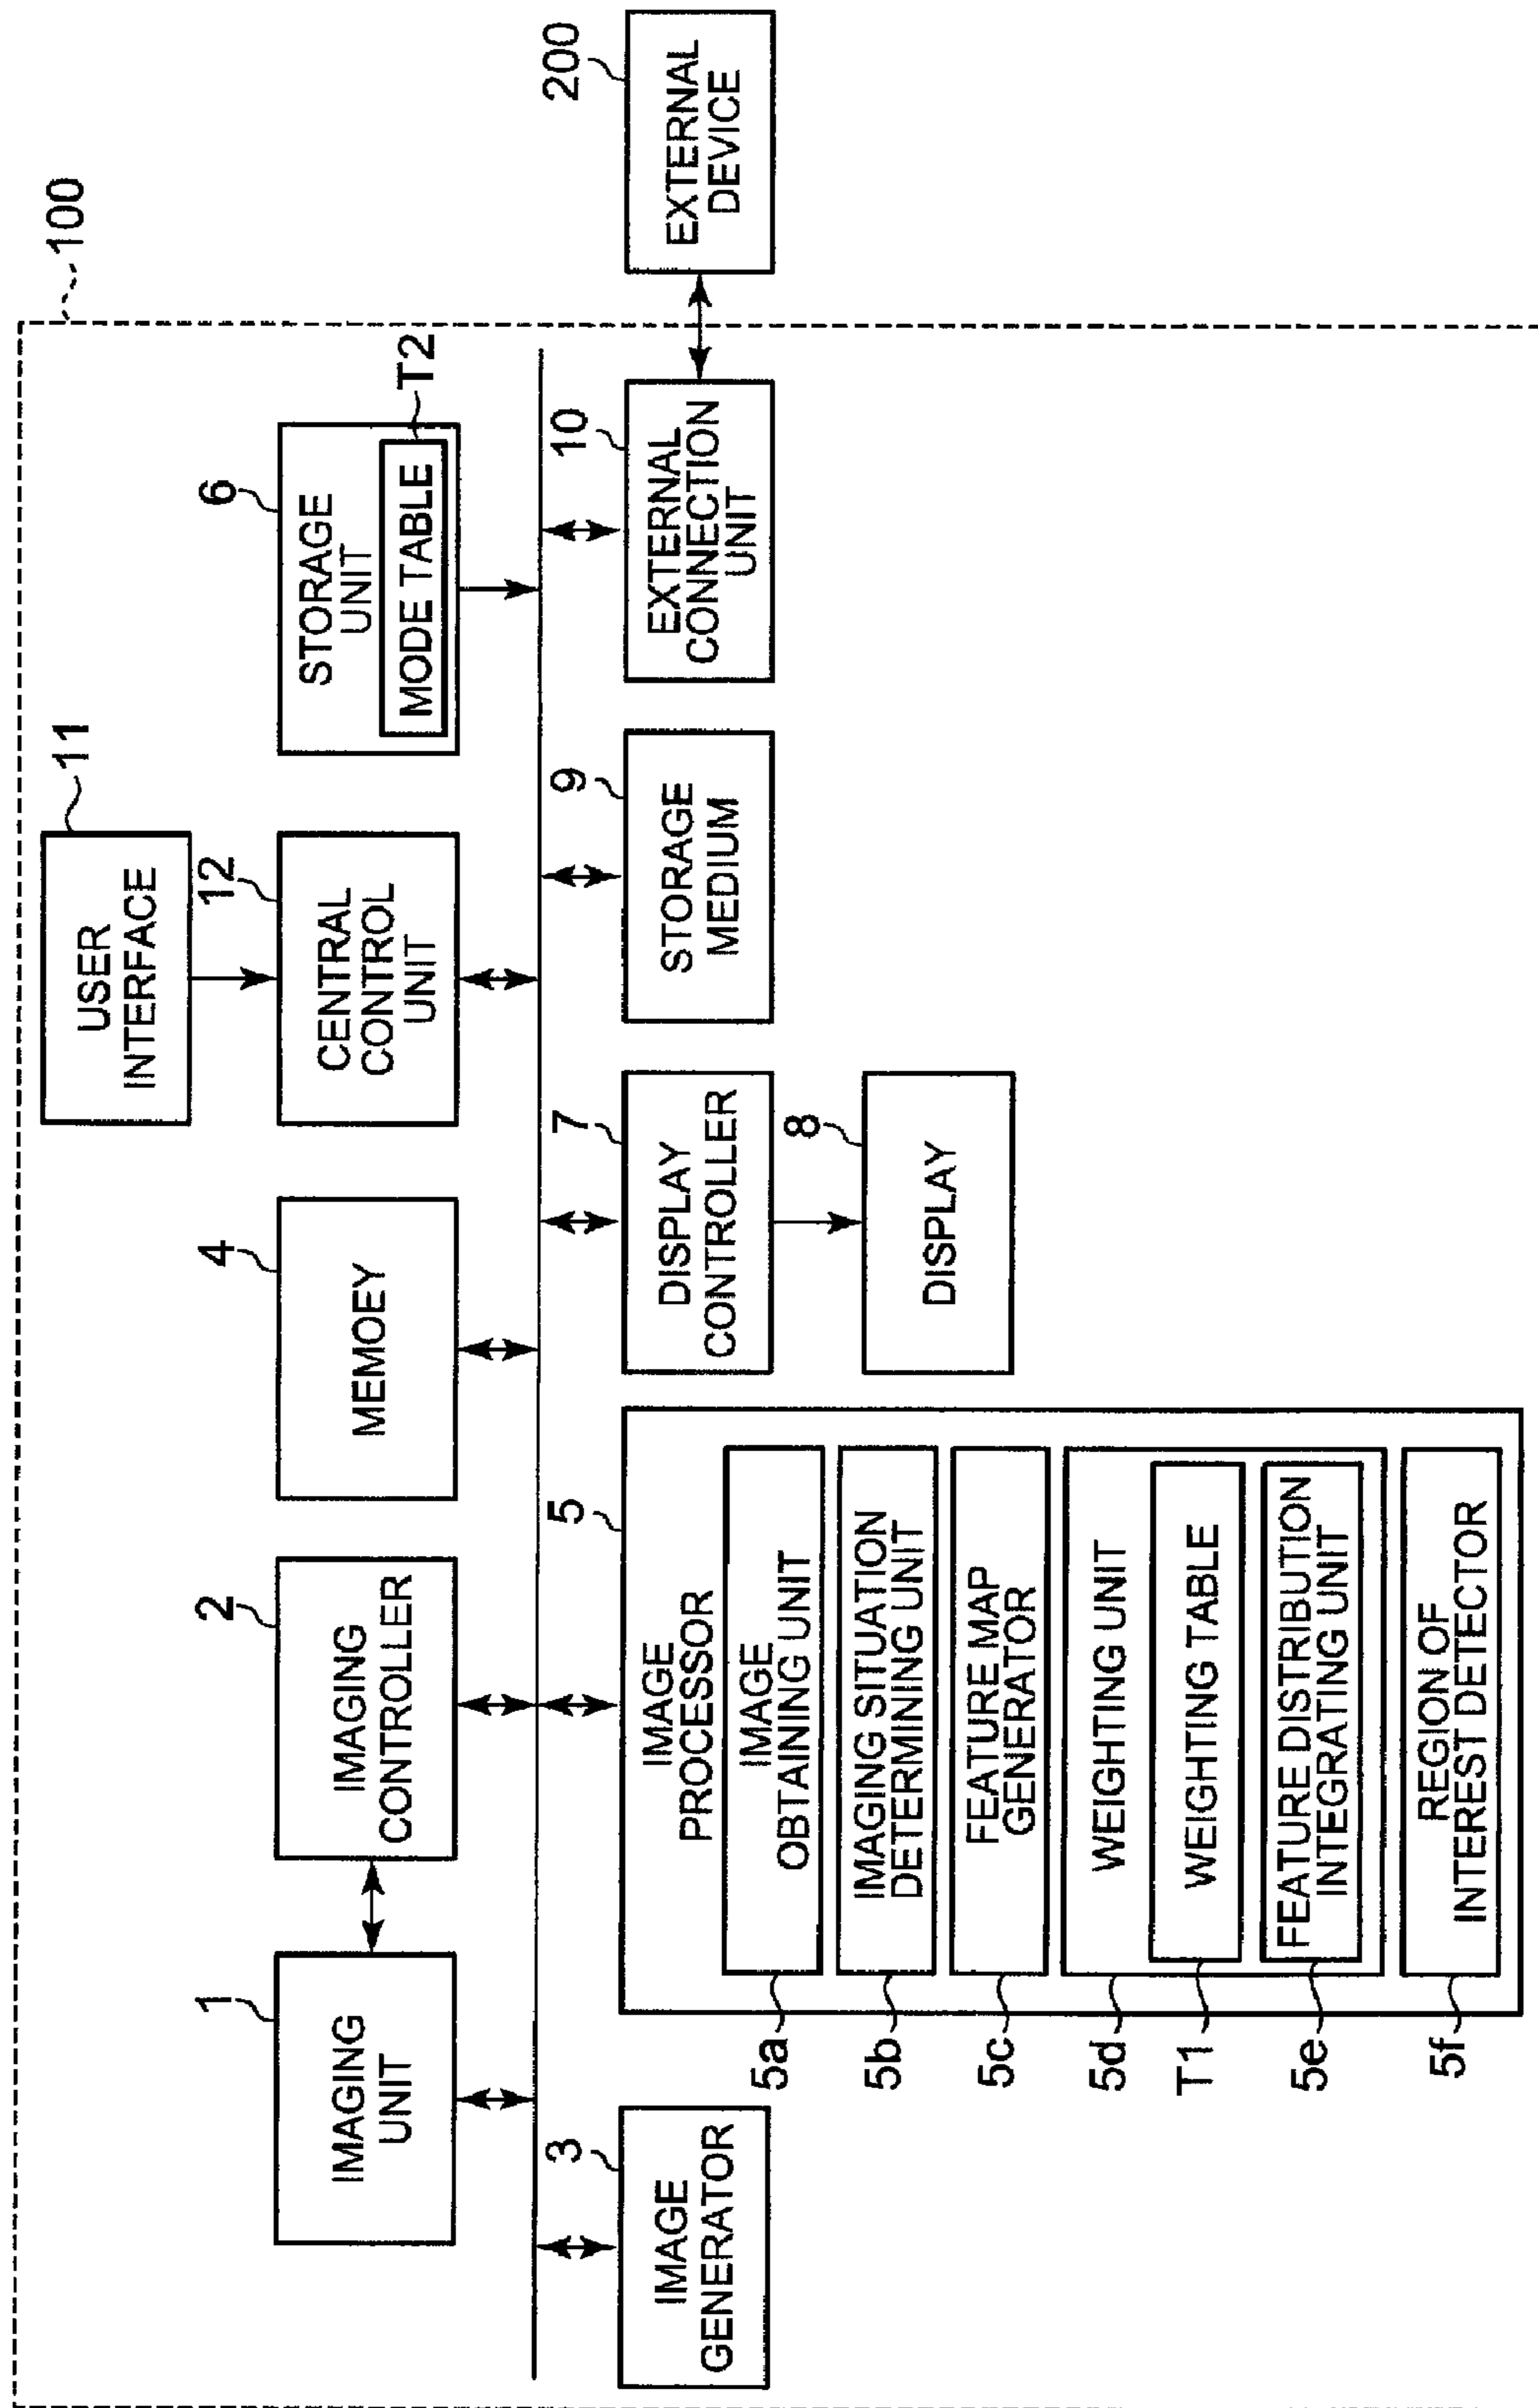 100
USER
INTERFACE
11
IMAGING
UNIT
1
IMAGING
CONTROLLER
2
MEMOEY
4
CENTRAL
CONTROL
UNIT
12
STORAGE
UNIT
MODE TABLE
6
T2
IMAGE
GENERATOR
3
IMAGE
PROCESSOR
5
IMAGE
OBTAINING UNIT
5a
IMAGING SITUATION
DETERMINING UNIT
5b
FEATURE MAP
GENERATOR
5c
WEIGHTING UNIT
5d
WEIGHTING TABLE
T1
FEATURE DISTRIBUTION
INTEGRATING UNIT
5e
REGION OF
INTEREST DETECTOR
5f
DISPLAY
CONTROLLER
7
DISPLAY
8
STORAGE
MEDIUM
9
EXTERNAL
CONNECTION
UNIT
10
EXTERNAL
DEVICE
200